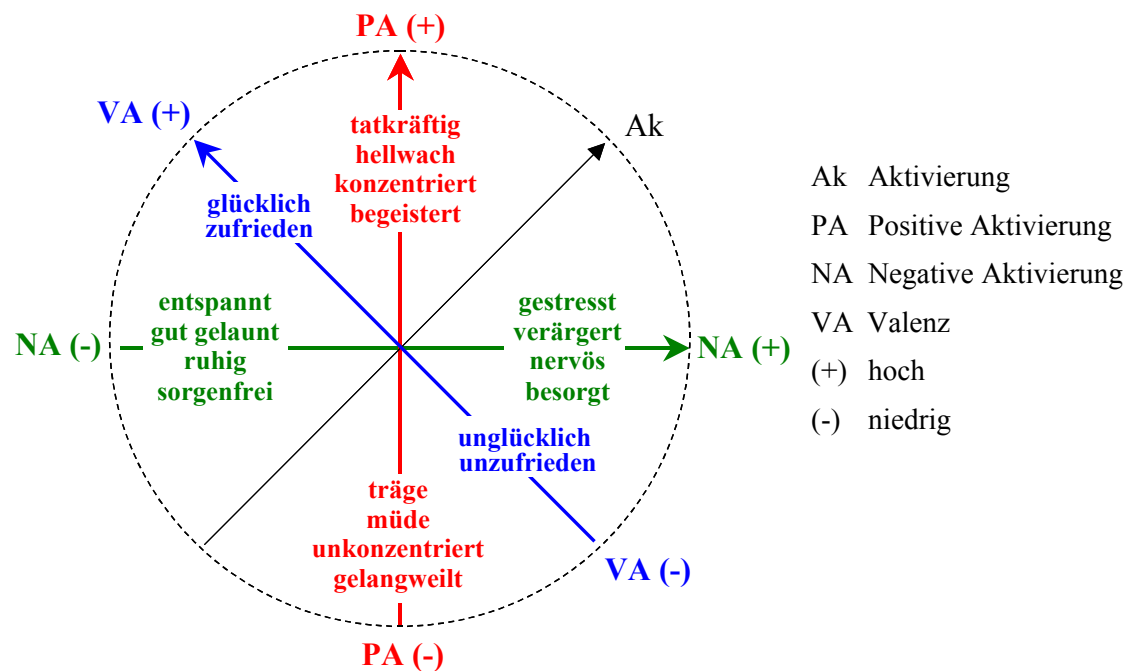 PA (+)
VA (+)
Ak
tatkräftig
hellwach
konzentriert
begeistert
glücklich
zufrieden
entspannt
gut gelaunt
ruhig
sorgenfrei
NA (-)
gestresst
verärgert
nervös
besorgt
NA (+)
unglücklich
unzufrieden
träge
müde
unkonzentriert
gelangweilt
VA (-)
PA (-)
Ak Aktivierung
PA Positive Aktivierung
NA Negative Aktivierung
VA Valenz
(+) hoch
(-) niedrig